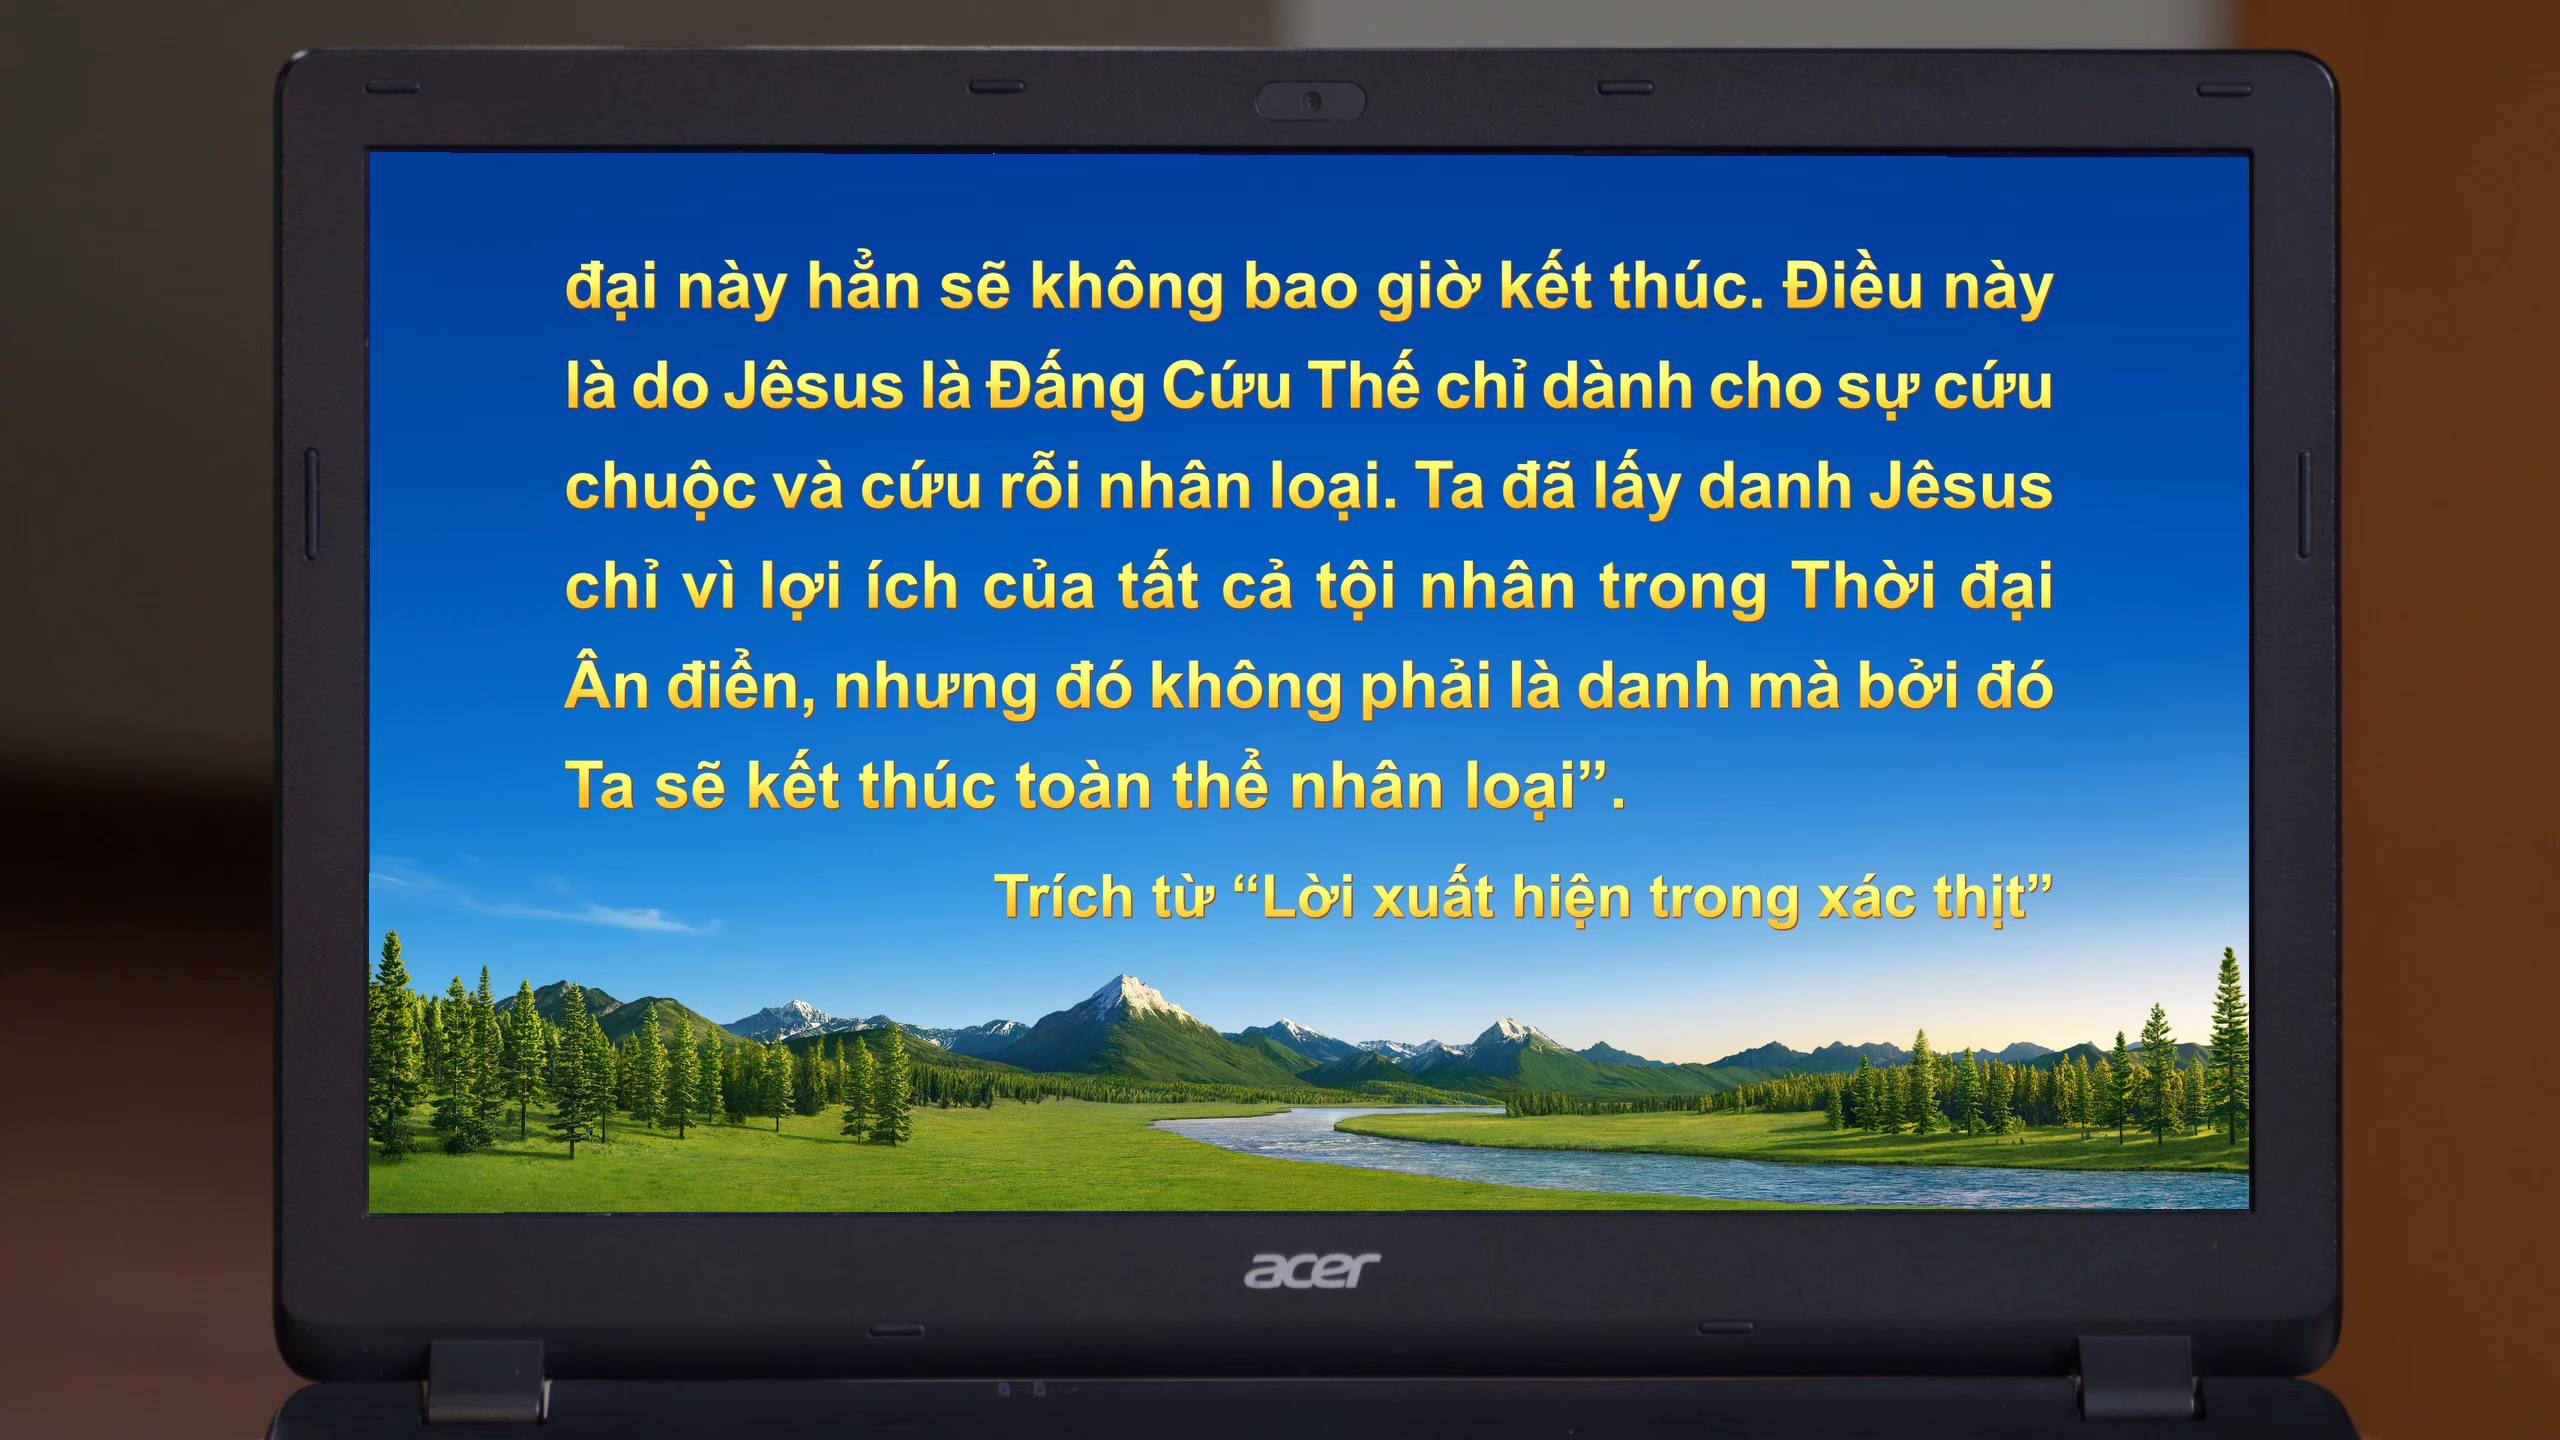 đại này hẳn sẽ không bao giờ kết thúc. Điều này
là do Jêsus là Đấng Cứu Thế chỉ dành cho sự cứu
chuộc và cứu rỗi nhân loại. Ta đã lấy danh Jêsus
chỉ vì lợi ích của tất cả tội nhân trong Thời đại
Ân điển, nhưng đó không phải là danh mà bởi đó
Ta sẽ kết thúc toàn thể nhân loại”.
Trích từ “Lời xuất hiện trong xác thịt”
acer